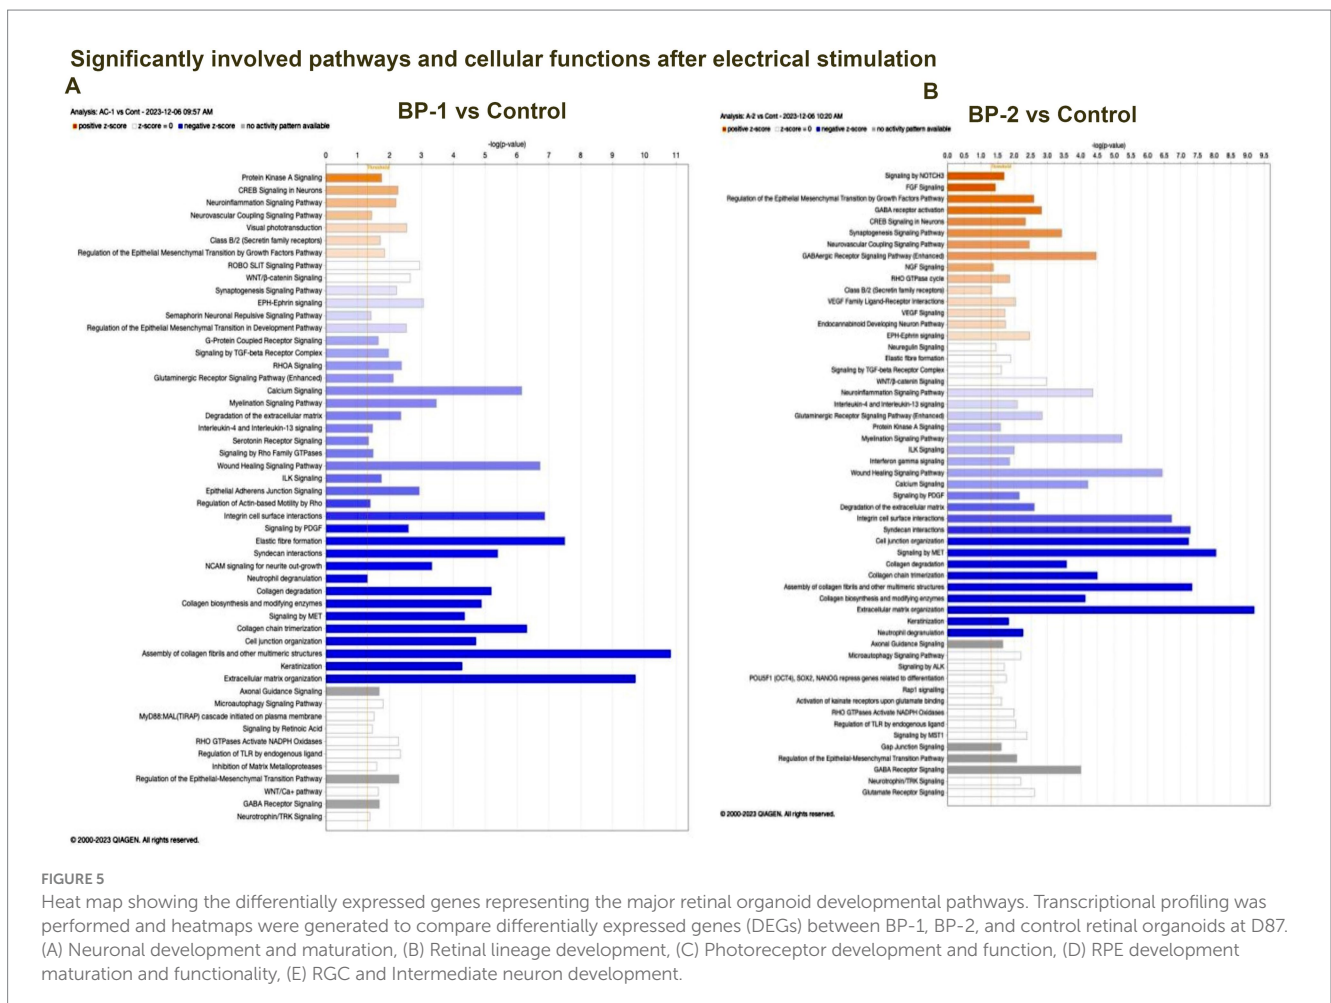 Significantly involved pathways and cellular functions after electrical stimulation
A
BP-1 vs Control
Analysis: AC-1 vs Cont - 2023-12-06 09:57 AM
positive z-score z-score = 0 negative z-score no activity pattern available
-log(p-value)
0 1 2 3 4 5 6 7 8 9 10 11
Threshold
Protein Kinase A Signaling
CREB Signaling in Neurons
Neuroinflammation Signaling Pathway
Neurovascular Coupling Signaling Pathway
Visual phototransduction
Class B/2 (Secretin family receptors)
Regulation of the Epithelial Mesenchymal Transition by Growth Factors Pathway
ROBO SLIT Signaling Pathway
WNT/β-catenin Signaling
Synaptogenesis Signaling Pathway
EPH-Ephrin signaling
Semaphorin Neuronal Repulsive Signaling Pathway
Regulation of the Epithelial Mesenchymal Transition in Development Pathway
G-Protein Coupled Receptor Signaling
Signaling by TGF-beta Receptor Complex
RHOA Signaling
Glutaminergic Receptor Signaling Pathway (Enhanced)
Calcium Signaling
Myelination Signaling Pathway
Degradation of the extracellular matrix
Interleukin-4 and Interleukin-13 signaling
Serotonin Receptor Signaling
Signaling by Rho Family GTPases
Wound Healing Signaling Pathway
ILK Signaling
Epithelial Adherens Junction Signaling
Regulation of Actin-based Motility by Rho
Integrin cell surface interactions
Signaling by PDGF
Elastic fibre formation
Syndecan interactions
NCAM signaling for neurite out-growth
Neutrophil degranulation
Collagen degradation
Collagen biosynthesis and modifying enzymes
Signaling by MET
Collagen chain trimerization
Cell junction organization
Assembly of collagen fibrils and other multimeric structures
Keratinization
Extracellular matrix organization
Axonal Guidance Signaling
Microautophagy Signaling Pathway
MyD88:MAL(TIRAP) cascade initiated on plasma membrane
Signaling by Retinoic Acid
RHO GTPases Activate NADPH Oxidases
Regulation of TLR by endogenous ligand
Inhibition of Matrix Metalloproteases
Regulation of the Epithelial-Mesenchymal Transition Pathway
WNT/Ca+ pathway
GABA Receptor Signaling
Neurotrophin/TRK Signaling
© 2000-2023 QIAGEN. All rights reserved.
B
BP-2 vs Control
Analysis: A-2 vs Cont - 2023-12-06 10:20 AM
positive z-score z-score = 0 negative z-score no activity pattern available
-log(p-value)
0.0 0.5 1.0 1.5 2.0 2.5 3.0 3.5 4.0 4.5 5.0 5.5 6.0 6.5 7.0 7.5 8.0 8.5 9.0 9.5
Threshold
Signaling by NOTCH3
FGF Signaling
Regulation of the Epithelial Mesenchymal Transition by Growth Factors Pathway
GABA receptor activation
CREB Signaling in Neurons
Synaptogenesis Signaling Pathway
Neurovascular Coupling Signaling Pathway
GABAergic Receptor Signaling Pathway (Enhanced)
NGF Signaling
RHO GTPase cycle
Class B/2 (Secretin family receptors)
VEGF Family Ligand-Receptor Interactions
VEGF Signaling
Endocannabinoid Developing Neuron Pathway
EPH-Ephrin signaling
Neuregulin Signaling
Elastic fibre formation
Signaling by TGF-beta Receptor Complex
WNT/β-catenin Signaling
Neuroinflammation Signaling Pathway
Interleukin-4 and Interleukin-13 signaling
Glutaminergic Receptor Signaling Pathway (Enhanced)
Protein Kinase A Signaling
Myelination Signaling Pathway
ILK Signaling
Interferon gamma signaling
Wound Healing Signaling Pathway
Calcium Signaling
Signaling by PDGF
Degradation of the extracellular matrix
Integrin cell surface interactions
Syndecan interactions
Cell junction organization
Signaling by MET
Collagen degradation
Collagen chain trimerization
Assembly of collagen fibrils and other multimeric structures
Collagen biosynthesis and modifying enzymes
Extracellular matrix organization
Keratinization
Neutrophil degranulation
Axonal Guidance Signaling
Microautophagy Signaling Pathway
Signaling by ALK
POU5F1 (OCT4), SOX2, NANOG repress genes related to differentiation
Rap1 signalling
Activation of kainate receptors upon glutamate binding
RHO GTPases Activate NADPH Oxidases
Regulation of TLR by endogenous ligand
Signaling by MST1
Gap Junction Signaling
Regulation of the Epithelial-Mesenchymal Transition Pathway
GABA Receptor Signaling
Neurotrophin/TRK Signaling
Glutamate Receptor Signaling
© 2000-2023 QIAGEN. All rights reserved.
FIGURE 5
Heat map showing the differentially expressed genes representing the major retinal organoid developmental pathways. Transcriptional profiling was
performed and heatmaps were generated to compare differentially expressed genes (DEGs) between BP-1, BP-2, and control retinal organoids at D87.
(A) Neuronal development and maturation, (B) Retinal lineage development, (C) Photoreceptor development and function, (D) RPE development
maturation and functionality, (E) RGC and Intermediate neuron development.